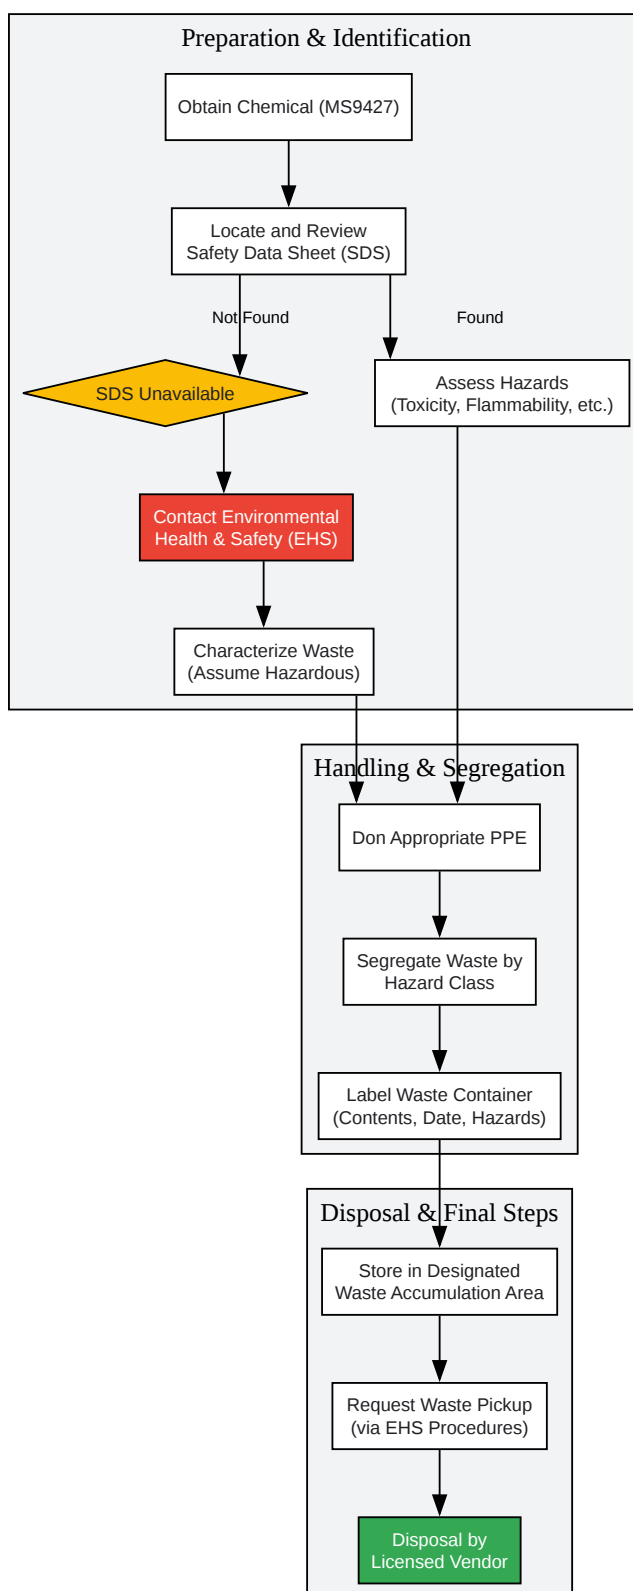 Preparation & Identification
Obtain Chemical (MS9427)
Locate and Review
Safety Data Sheet (SDS)
Not Found
Found
SDS Unavailable
Assess Hazards
(Toxicity, Flammability, etc.)
Contact Environmental
Health & Safety (EHS)
Characterize Waste
(Assume Hazardous)
Handling & Segregation
Don Appropriate PPE
Segregate Waste by
Hazard Class
Label Waste Container
(Contents, Date, Hazards)
Disposal & Final Steps
Store in Designated
Waste Accumulation Area
Request Waste Pickup
(via EHS Procedures)
Disposal by
Licensed Vendor